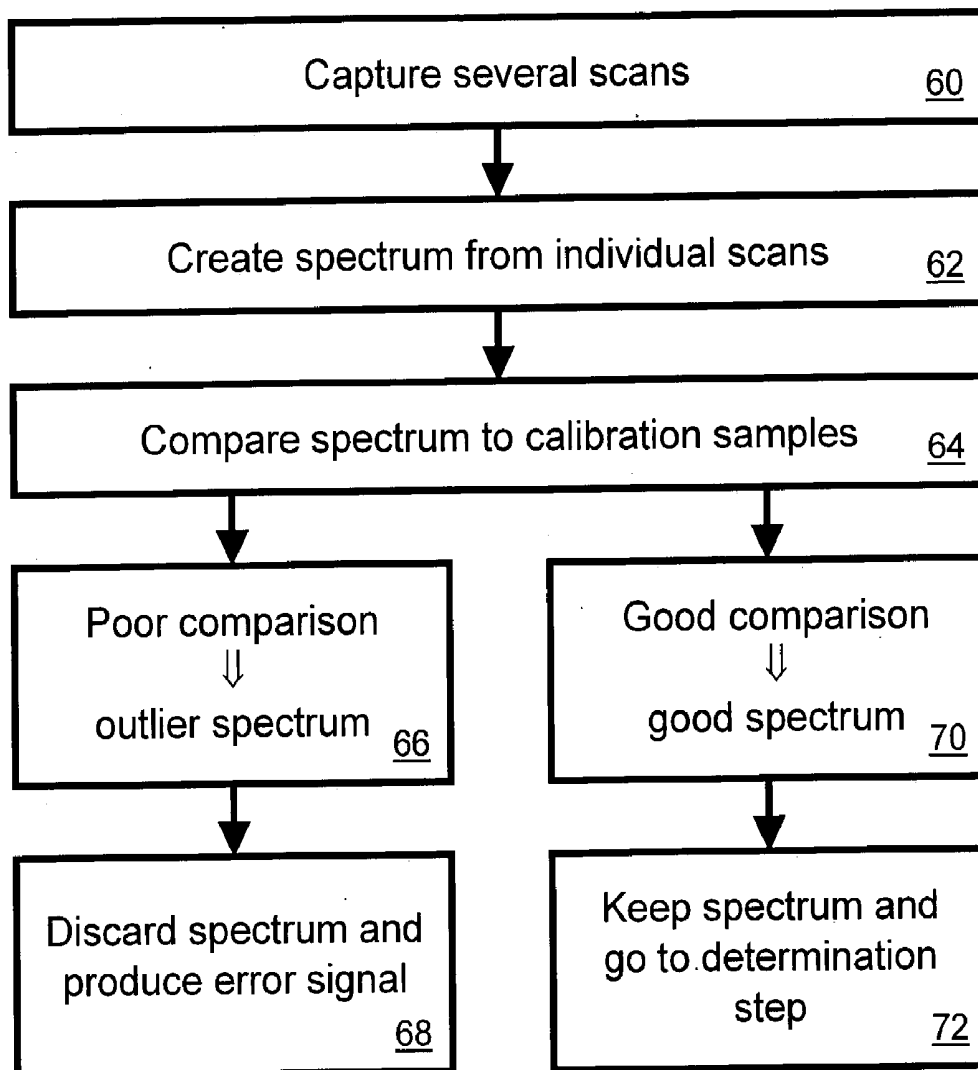 Capture several scans
60
Create spectrum from individual scans
62
Compare spectrum to calibration samples
64
Poor comparison
⇓
outlier spectrum
66
Good comparison
⇓
good spectrum
70
Discard spectrum and
produce error signal
68
Keep spectrum and
go to determination
step
72